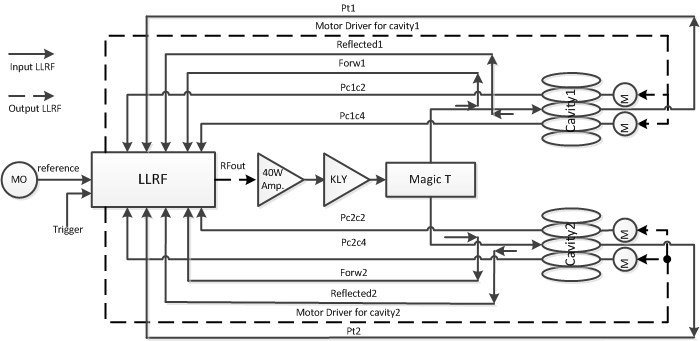 Pt1
Motor Driver for cavity1
Reflected1
Input LLRF
Forw1
Pc1c2
Output LLRF
Pc1c4
Cavity1
M
M
MO
reference
LLRF
RFout
40W
Amp.
KLY
Magic T
Trigger
Pc2c2
Pc2c4
Cavity2
M
M
Forw2
Reflected2
Motor Driver for cavity2
Pt2